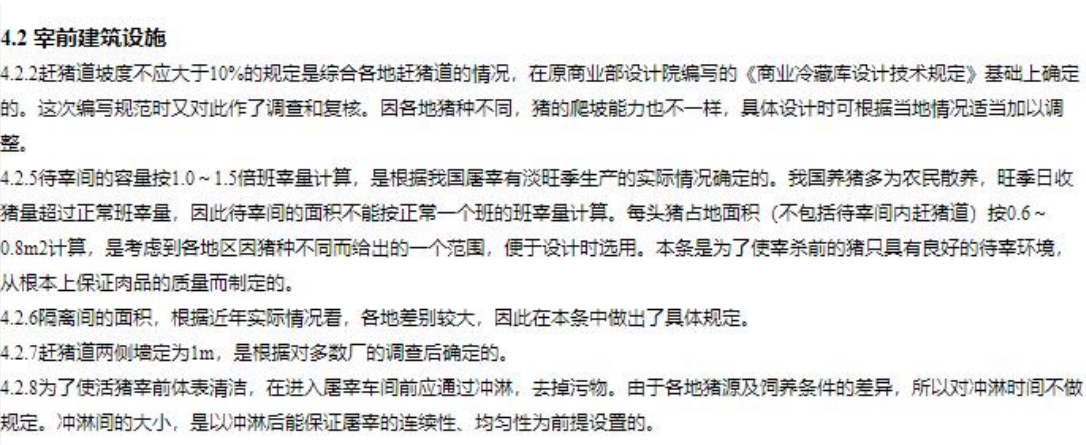 4.2 宰前建筑设施
4.2.2赶猪道坡度不应大于10%的规定是综合各地赶猪道的情况，在原商业部设计院编写的《商业冷藏库设计技术规定》基础上确定
的。这次编写规范时又对此作了调查和复核。因各地猪种不同，猪的爬坡能力也不一样，具体设计时可根据当地情况适当加以调
整。
4.2.5待宰间的容量按1.0～1.5倍班宰量计算，是根据我国屠宰有淡旺季生产的实际情况确定的。我国养猪多为农民散养，旺季日收
猪量超过正常班宰量，因此待宰间的面积不能按正常一个班的班宰量计算。每头猪占地面积（不包括待宰间内赶猪道）按0.6～
0.8m2计算，是考虑到各地区因猪种不同而给出的一个范围，便于设计时选用。本条是为了使宰杀前的猪只具有良好的待宰环境，
从根本上保证肉品的质量而制定的。
4.2.6隔离间的面积，根据近年实际情况看，各地差别较大，因此在本条中做出了具体规定。
4.2.7赶猪道两侧墙定为1m，是根据对多数厂的调查后确定的。
4.2.8为了使活猪宰前体表清洁，在进入屠宰车间前应通过冲淋，去掉污物。由于各地猪源及饲养条件的差异，所以对冲淋时间不做
规定。冲淋间的大小，是以冲淋后能保证屠宰的连续性、均匀性为前提设置的。